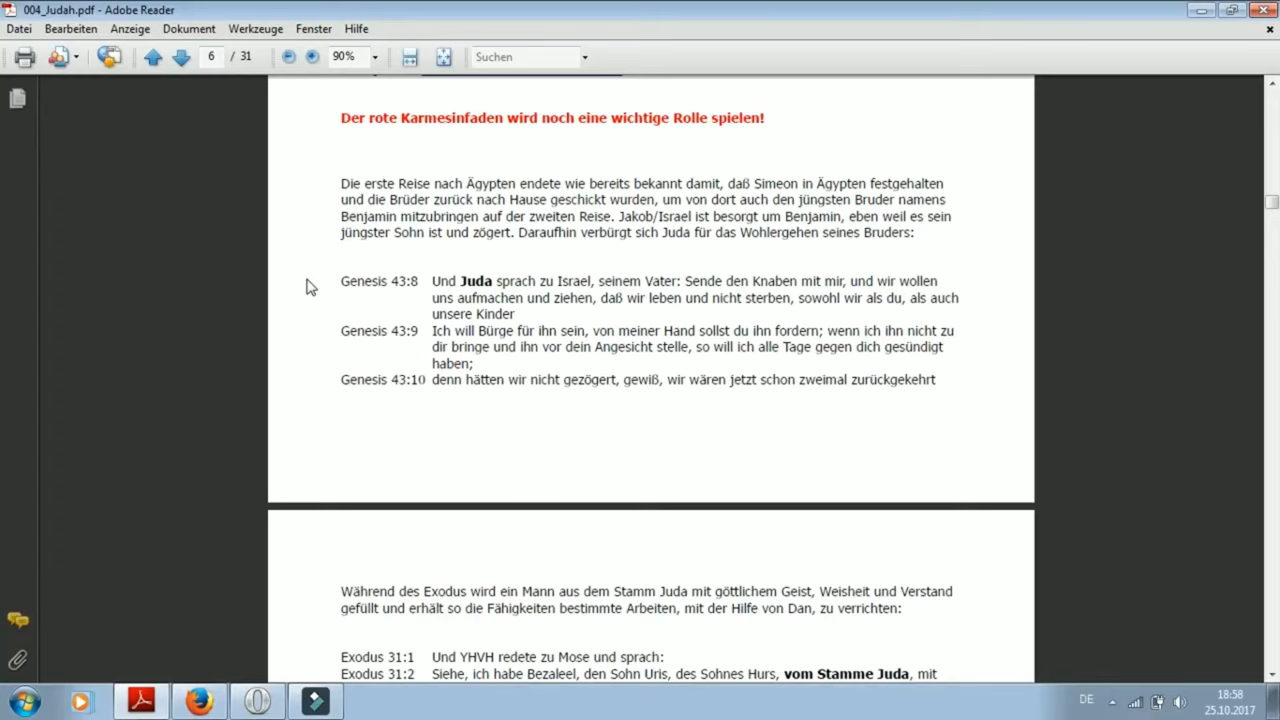 004_Judah.pdf - Adobe Reader
Datei Bearbeiten Anzeige Dokument Werkzeuge Fenster Hilfe
6 / 31 90% Suchen
Der rote Karmesinfaden wird noch eine wichtige Rolle spielen!
Die erste Reise nach Ägypten endete wie bereits bekannt damit, daß Simeon in Ägypten festgehalten
und die Brüder zurück nach Hause geschickt wurden, um von dort auch den jüngsten Bruder namens
Benjamin mitzubringen auf der zweiten Reise. Jakob/Israel ist besorgt um Benjamin, eben weil es sein
jüngster Sohn ist und zögert. Daraufhin verbürgt sich Juda für das Wohlergehen seines Bruders:
Genesis 43:8 Und Juda sprach zu Israel, seinem Vater: Sende den Knaben mit mir, und wir wollen
uns aufmachen und ziehen, daß wir leben und nicht sterben, sowohl wir als du, als auch
unsere Kinder
Genesis 43:9 Ich will Bürge für ihn sein, von meiner Hand sollst du ihn fordern; wenn ich ihn nicht zu
dir bringe und ihn vor dein Angesicht stelle, so will ich alle Tage gegen dich gesündigt
haben;
Genesis 43:10 denn hätten wir nicht gezögert, gewiß, wir wären jetzt schon zweimal zurückgekehrt
Während des Exodus wird ein Mann aus dem Stamm Juda mit göttlichem Geist, Weisheit und Verstand
gefüllt und erhält so die Fähigkeiten bestimmte Arbeiten, mit der Hilfe von Dan, zu verrichten:
Exodus 31:1 Und YHVH redete zu Mose und sprach:
Exodus 31:2 Siehe, ich habe Bezaleel, den Sohn Uris, des Sohnes Hurs, vom Stamme Juda, mit
DE 18:58
25.10.2017